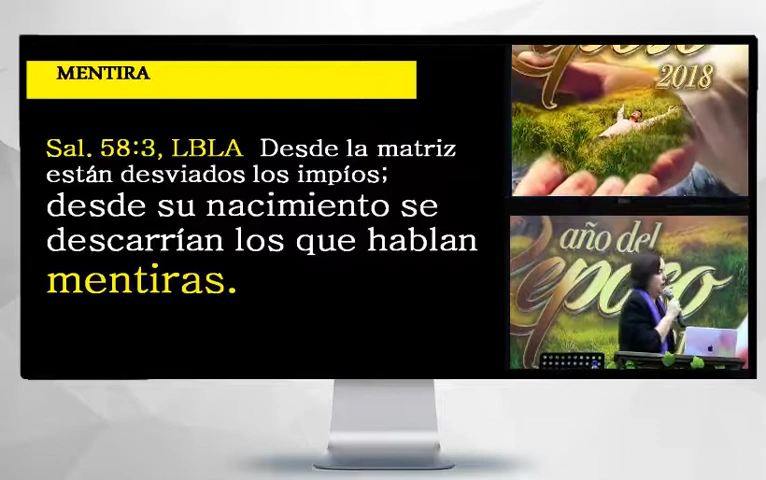 MENTIRA
Sal. 58:3, LBLA Desde la matriz
están desviados los impíos;
desde su nacimiento se
descarrían los que hablan
mentiras.
2018
año del
Reposo